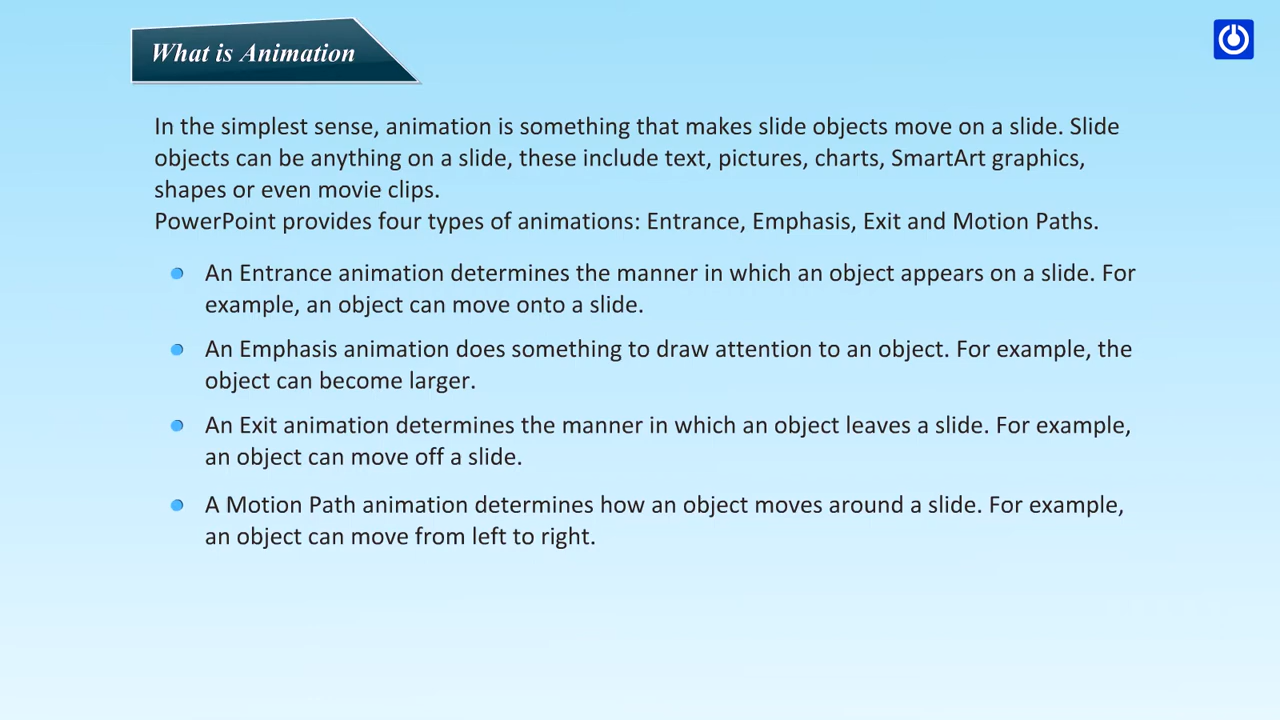 What is Animation
In the simplest sense, animation is something that makes slide objects move on a slide. Slide
objects can be anything on a slide, these include text, pictures, charts, SmartArt graphics,
shapes or even movie clips.
PowerPoint provides four types of animations: Entrance, Emphasis, Exit and Motion Paths.
An Entrance animation determines the manner in which an object appears on a slide. For
example, an object can move onto a slide.
An Emphasis animation does something to draw attention to an object. For example, the
object can become larger.
An Exit animation determines the manner in which an object leaves a slide. For example,
an object can move off a slide.
A Motion Path animation determines how an object moves around a slide. For example,
an object can move from left to right.